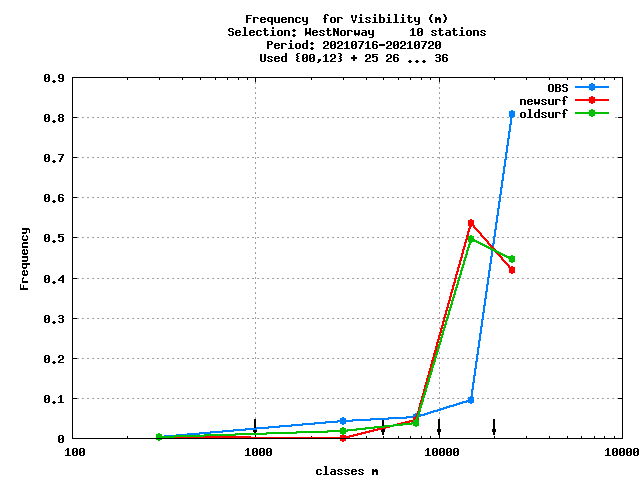 Frequency  for Visibility (m)
Selection: WestNorway     10 stations
Period: 20210716-20210720
Used {00,12} + 25 26 ... 36
0.9
0.8
0.7
0.6
0.5
0.4
0.3
0.2
0.1
0
Frequency
OBS
newsurf
oldsurf
100
1000
10000
10000
classes m